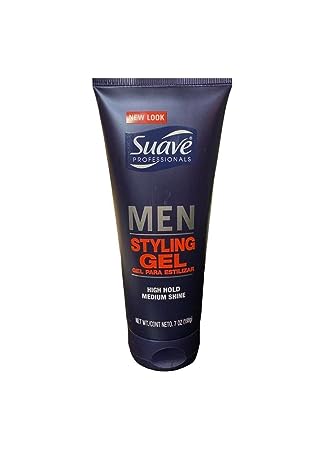 NEW LOOK
Suave
PROFESSIONALS
MEN
STYLING
GEL
GEL PARA ESTILIZAR
HIGH HOLD
MEDIUM SHINE
NET WT./CONT NETO. 7 OZ (198g)